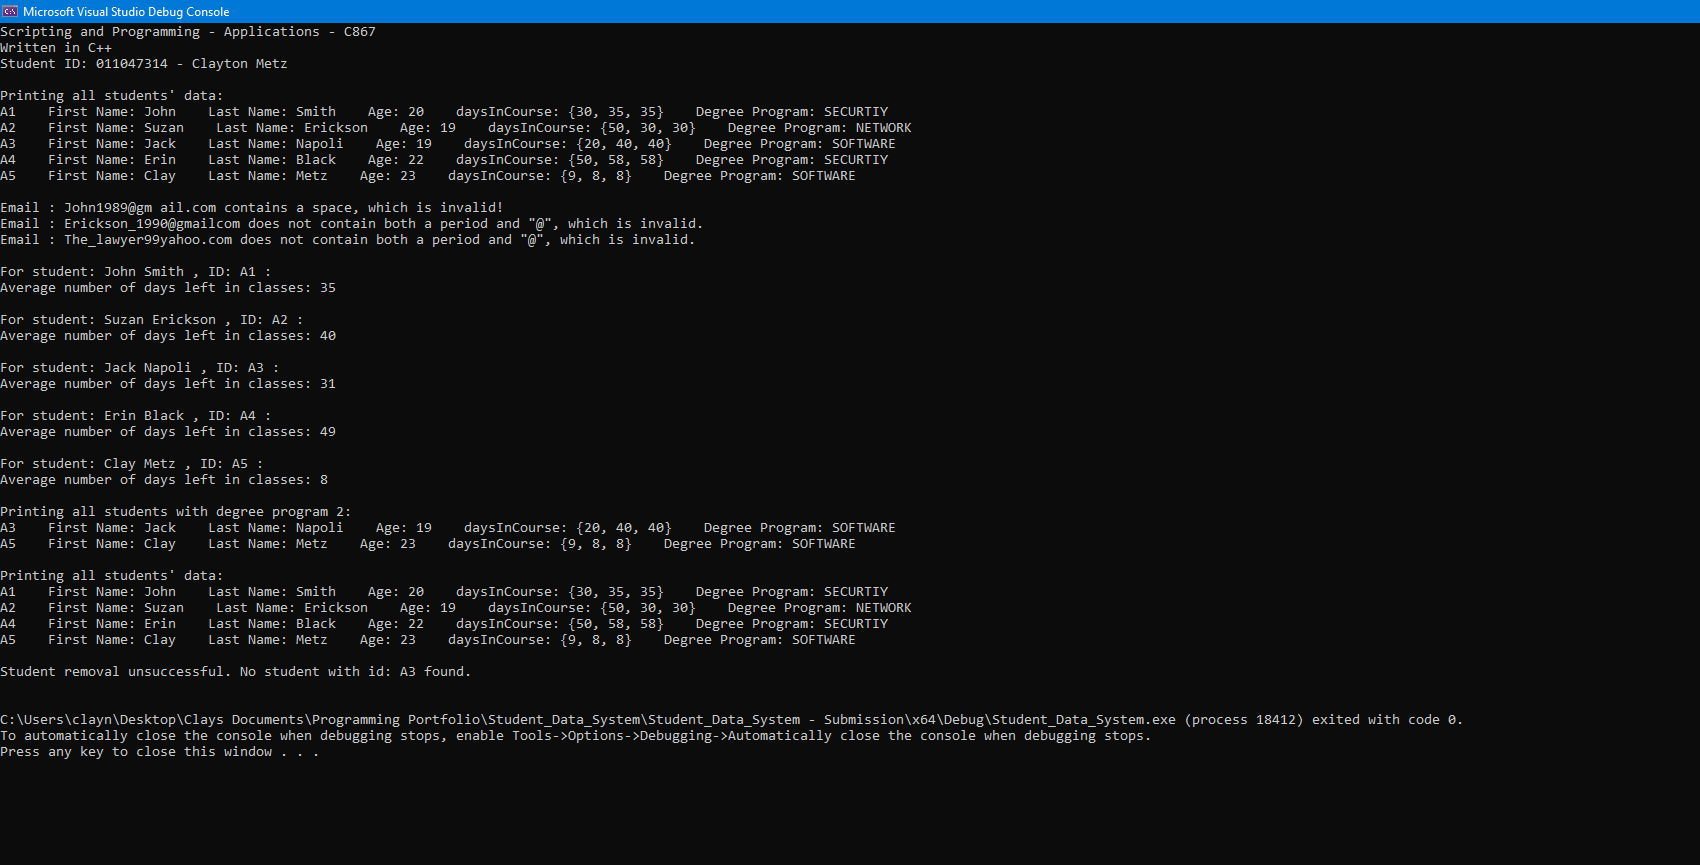 Microsoft Visual Studio Debug Console
Scripting and Programming - Applications - C867
Written in C++
Student ID: 011047314 - Clayton Metz
Printing all students' data:
A1    First Name: John    Last Name: Smith    Age: 20    daysInCourse: {30, 35, 35}    Degree Program: SECURTIY
A2    First Name: Suzan    Last Name: Erickson    Age: 19    daysInCourse: {50, 30, 30}    Degree Program: NETWORK
A3    First Name: Jack    Last Name: Napoli    Age: 19    daysInCourse: {20, 40, 40}    Degree Program: SOFTWARE
A4    First Name: Erin    Last Name: Black    Age: 22    daysInCourse: {50, 58, 58}    Degree Program: SECURTIY
A5    First Name: Clay    Last Name: Metz    Age: 23    daysInCourse: {9, 8, 8}    Degree Program: SOFTWARE
Email : John1989@gm ail.com contains a space, which is invalid!
Email : Erickson_1990@gmailcom does not contain both a period and "@", which is invalid.
Email : The_lawyer99yahoo.com does not contain both a period and "@", which is invalid.
For student: John Smith , ID: A1 :
Average number of days left in classes: 35
For student: Suzan Erickson , ID: A2 :
Average number of days left in classes: 40
For student: Jack Napoli , ID: A3 :
Average number of days left in classes: 31
For student: Erin Black , ID: A4 :
Average number of days left in classes: 49
For student: Clay Metz , ID: A5 :
Average number of days left in classes: 8
Printing all students with degree program 2:
A3    First Name: Jack    Last Name: Napoli    Age: 19    daysInCourse: {20, 40, 40}    Degree Program: SOFTWARE
A5    First Name: Clay    Last Name: Metz    Age: 23    daysInCourse: {9, 8, 8}    Degree Program: SOFTWARE
Printing all students' data:
A1    First Name: John    Last Name: Smith    Age: 20    daysInCourse: {30, 35, 35}    Degree Program: SECURTIY
A2    First Name: Suzan    Last Name: Erickson    Age: 19    daysInCourse: {50, 30, 30}    Degree Program: NETWORK
A4    First Name: Erin    Last Name: Black    Age: 22    daysInCourse: {50, 58, 58}    Degree Program: SECURTIY
A5    First Name: Clay    Last Name: Metz    Age: 23    daysInCourse: {9, 8, 8}    Degree Program: SOFTWARE
Student removal unsuccessful. No student with id: A3 found.
C:\Users\clayn\Desktop\Clays Documents\Programming Portfolio\Student_Data_System\Student_Data_System - Submission\x64\Debug\Student_Data_System.exe (process 18412) exited with code 0.
To automatically close the console when debugging stops, enable Tools->Options->Debugging->Automatically close the console when debugging stops.
Press any key to close this window . . .